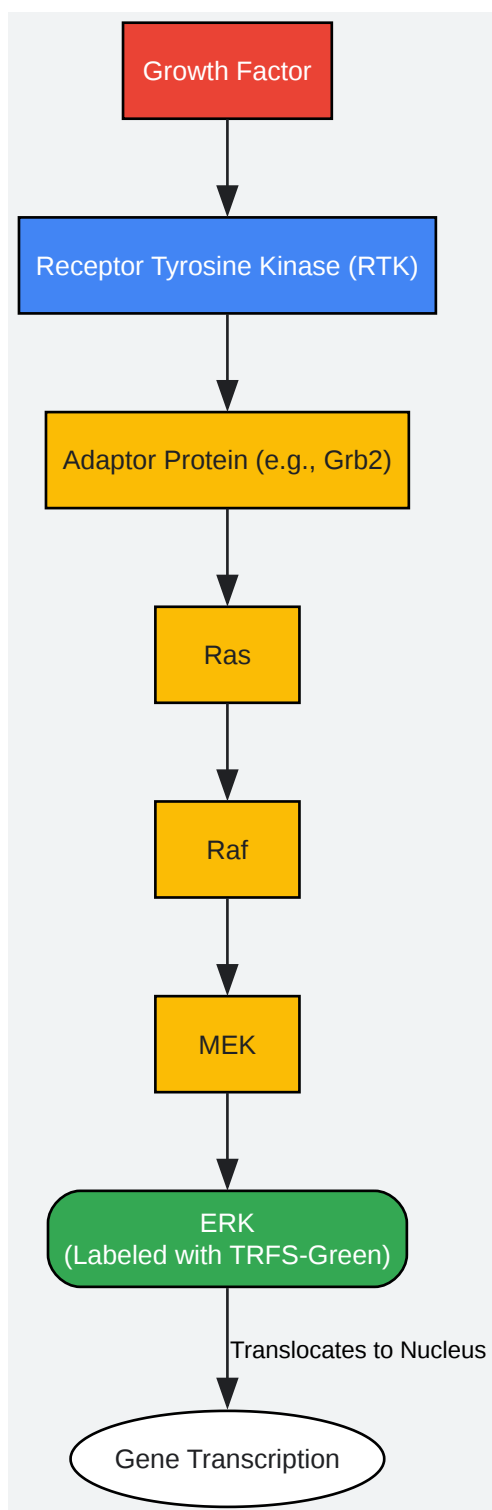 Growth Factor
Receptor Tyrosine Kinase (RTK)
Adaptor Protein (e.g., Grb2)
Ras
Raf
MEK
ERK
(Labeled with TRFS-Green)
Translocates to Nucleus
Gene Transcription